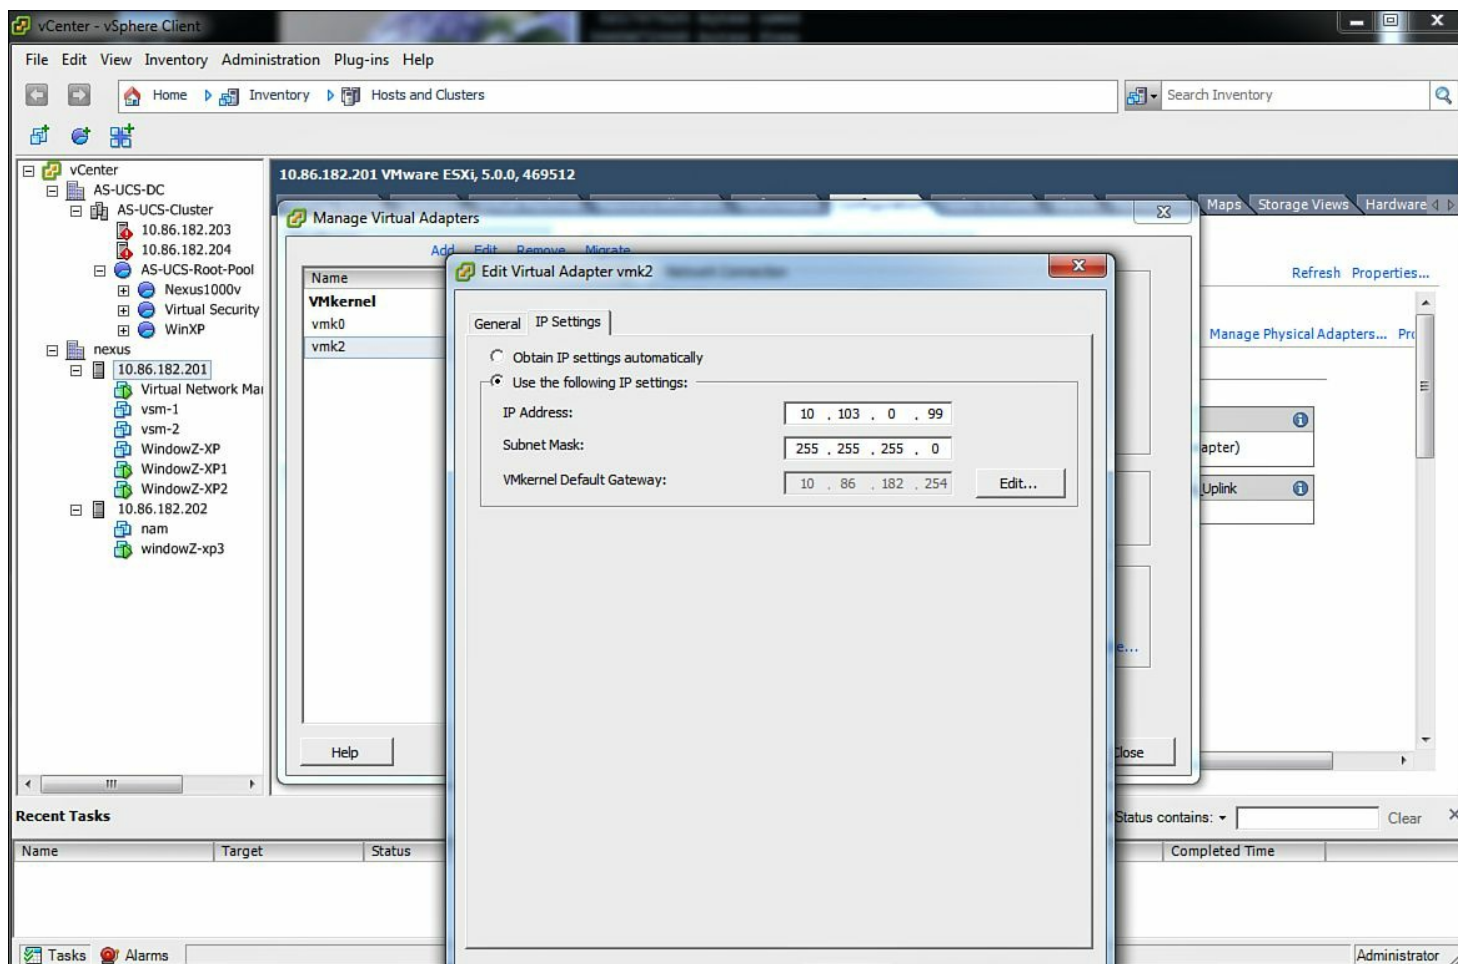 vCenter - vSphere Client
File Edit View Inventory Administration Plug-ins Help
Home Inventory Hosts and Clusters
Search Inventory
vCenter
AS-UCS-DC
AS-UCS-Cluster
10.86.182.203
10.86.182.204
AS-UCS-Root-Pool
Nexus1000v
Virtual Security
WinXP
nexus
10.86.182.201
Virtual Network Mar
vsm-1
vsm-2
WindowZ-XP
WindowZ-XP1
WindowZ-XP2
10.86.182.202
nam
windowZ-xp3
10.86.182.201 VMware ESXi, 5.0.0, 469512
Maps Storage Views Hardware
Refresh Properties...
Manage Physical Adapters... Pro
apter)
_Uplink
e...
Manage Virtual Adapters
Add Edit Remove Migrate
Name
VMkernel
vmk0
vmk2
Help
Close
Edit Virtual Adapter vmk2
General IP Settings
Obtain IP settings automatically
Use the following IP settings:
IP Address: 10 . 103 . 0 . 99
Subnet Mask: 255 . 255 . 255 . 0
VMkernel Default Gateway: 10 . 86 . 182 . 254 Edit...
Recent Tasks
Status contains: Clear
Name Target Status Completed Time
Tasks Alarms
Administrator